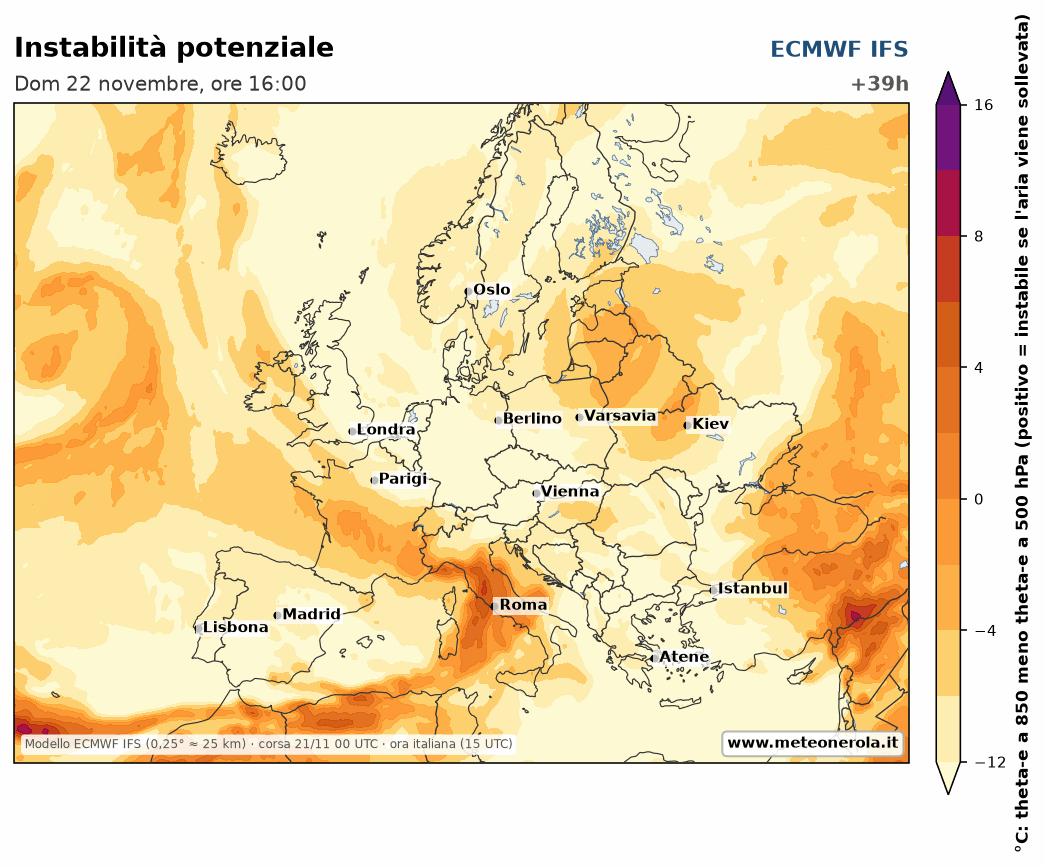 Instabilità potenziale
ECMWF IFS
Dom 22 novembre, ore 16:00
+39h
Oslo
Londra
Berlino
Varsavia
Kiev
Parigi
Vienna
Madrid
Lisbona
Roma
Istanbul
Atene
Modello ECMWF IFS (0,25° ≈ 25 km) · corsa 21/11 00 UTC · ora italiana (15 UTC)
www.meteonerola.it
16
8
4
0
−4
−12
°C: theta-e a 850 meno theta-e a 500 hPa (positivo = instabile se l'aria viene sollevata)